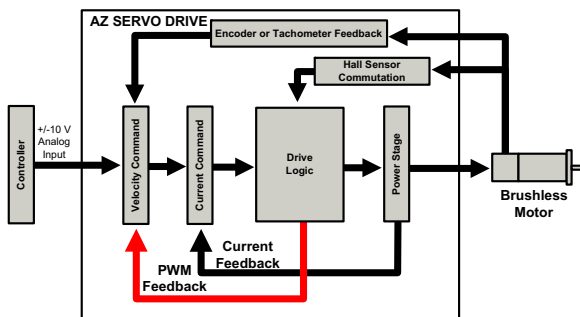 AZ SERVO DRIVE
Encoder or Tachometer Feedback
Hall Sensor
Commutation
+/-10 V
Analog
Input
Controller
Velocity Command
Current Command
Drive
Logic
Power Stage
Brushless
Motor
Current
Feedback
PWM
Feedback